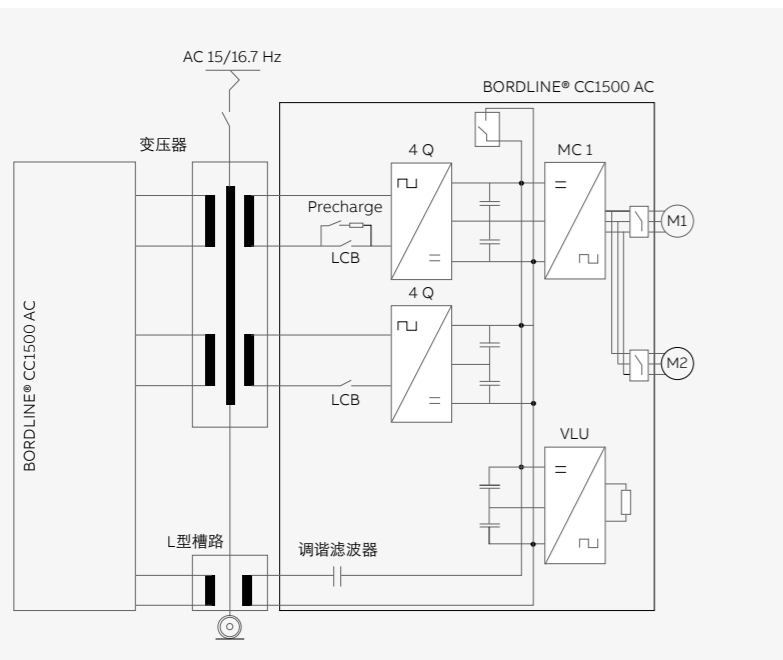 AC 15/16.7 Hz
BORDLINE® CC1500 AC
变压器
4 Q
MC 1
Precharge
LCB
M1
4 Q
BORDLINE® CC1500 AC
LCB
M2
VLU
L型槽路
调谐滤波器